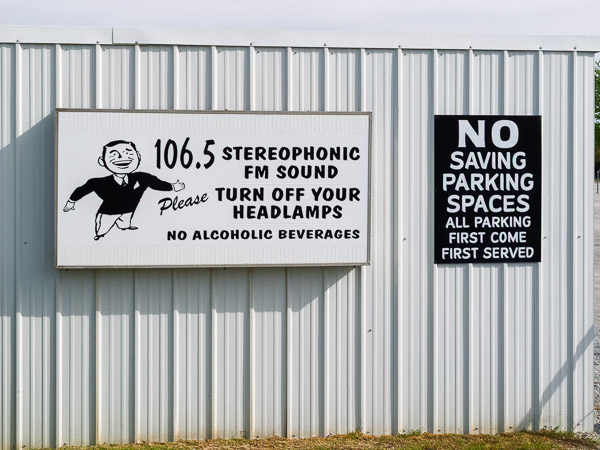 106.5 STEREOPHONIC
FM SOUND
Please TURN OFF YOUR
HEADLAMPS
NO ALCOHOLIC BEVERAGES
NO
SAVING
PARKING
SPACES
ALL PARKING
FIRST COME
FIRST SERVED